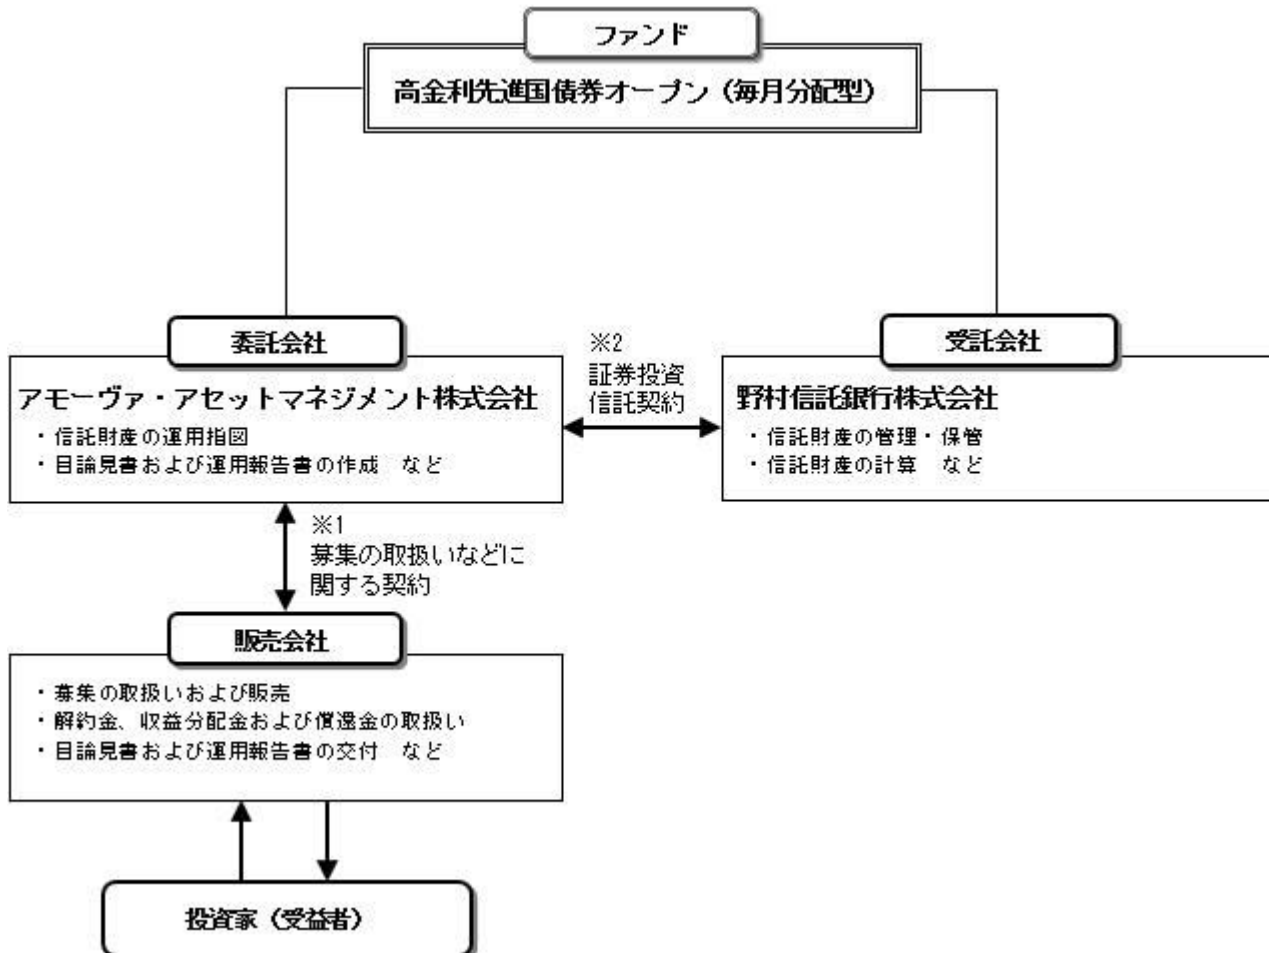 ファンド
高金利先進国債券オープン（毎月分配型）
委託会社
アモーヴァ・アセットマネジメント株式会社
・信託財産の運用指図
・目論見書および運用報告書の作成　など
※2
証券投資
信託契約
受託会社
野村信託銀行株式会社
・信託財産の管理・保管
・信託財産の計算　など
※1
募集の取扱いなどに
関する契約
販売会社
・募集の取扱いおよび販売
・解約金、収益分配金および償還金の取扱い
・目論見書および運用報告書の交付　など
投資家（受益者）